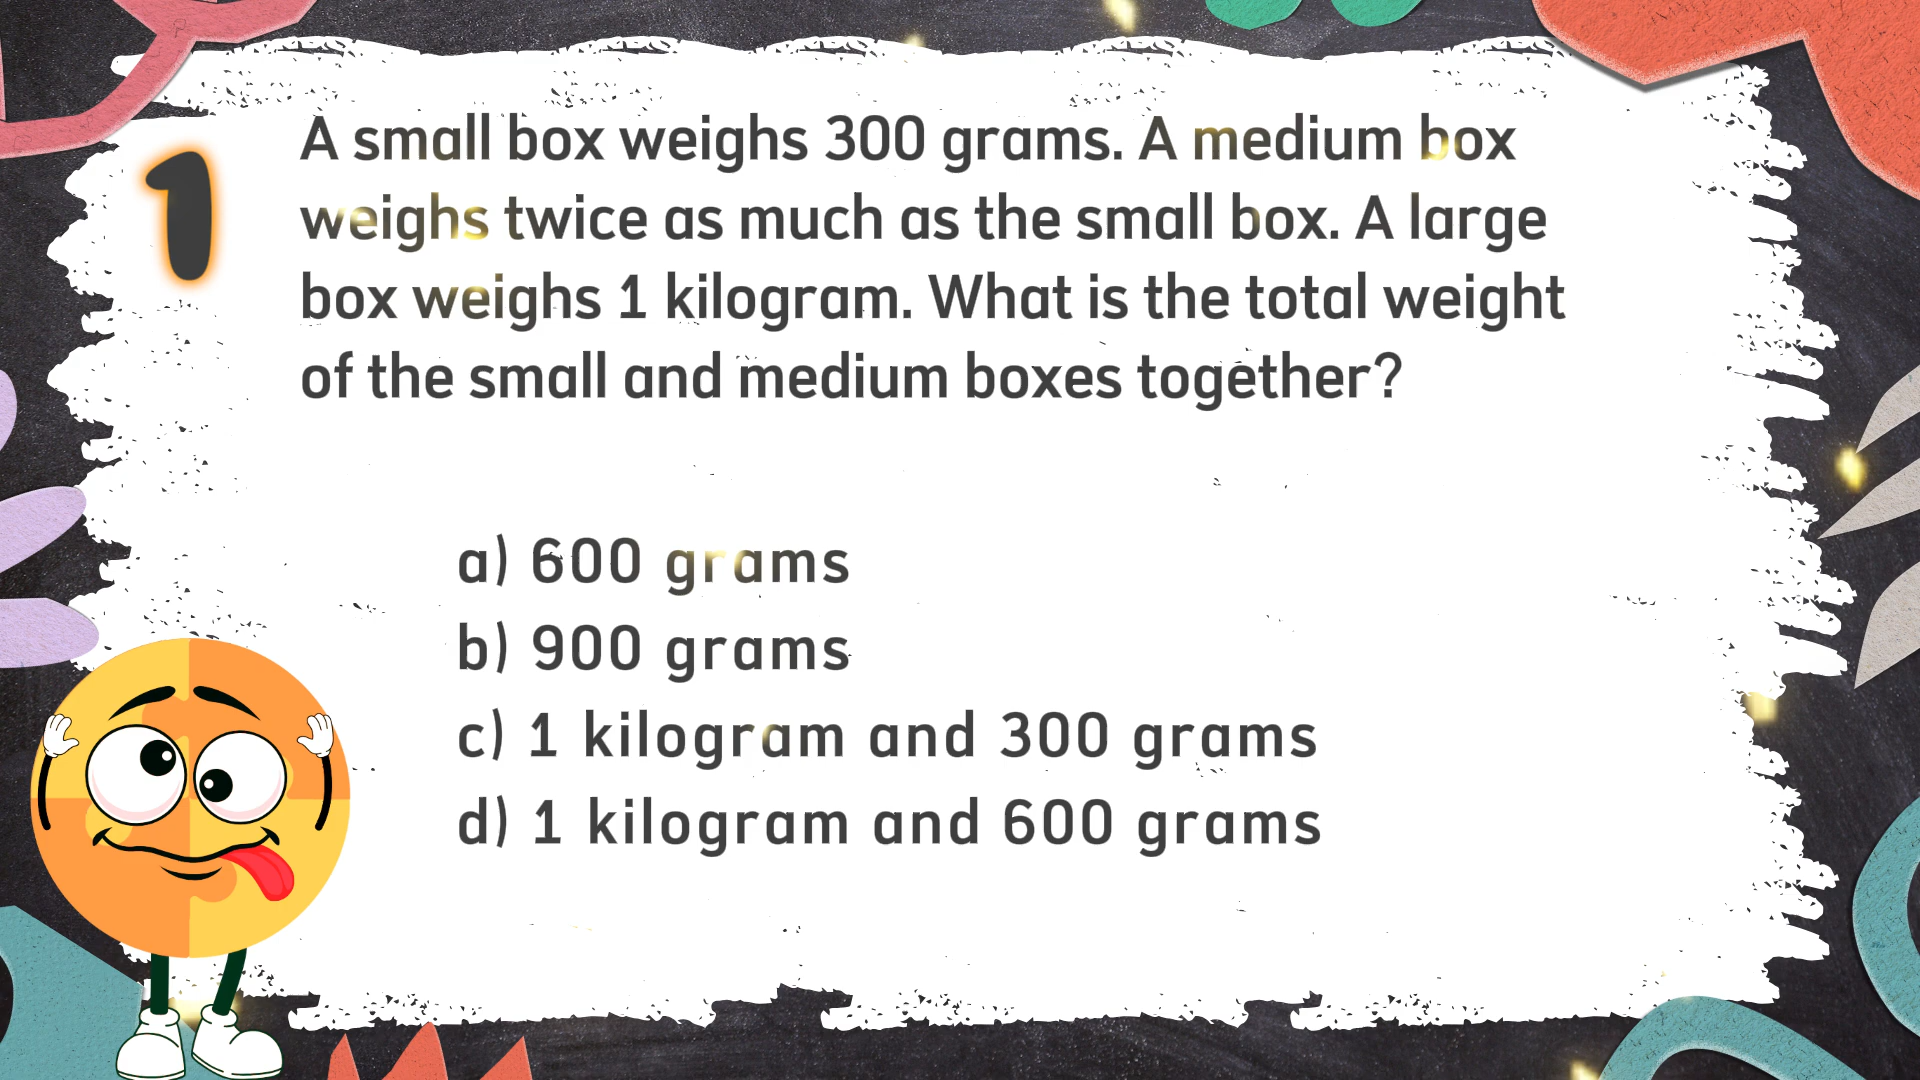 1
A small box weighs 300 grams. A medium box
weighs twice as much as the small box. A large
box weighs 1 kilogram. What is the total weight
of the small and medium boxes together?
a) 600 grams
b) 900 grams
c) 1 kilogram and 300 grams
d) 1 kilogram and 600 grams